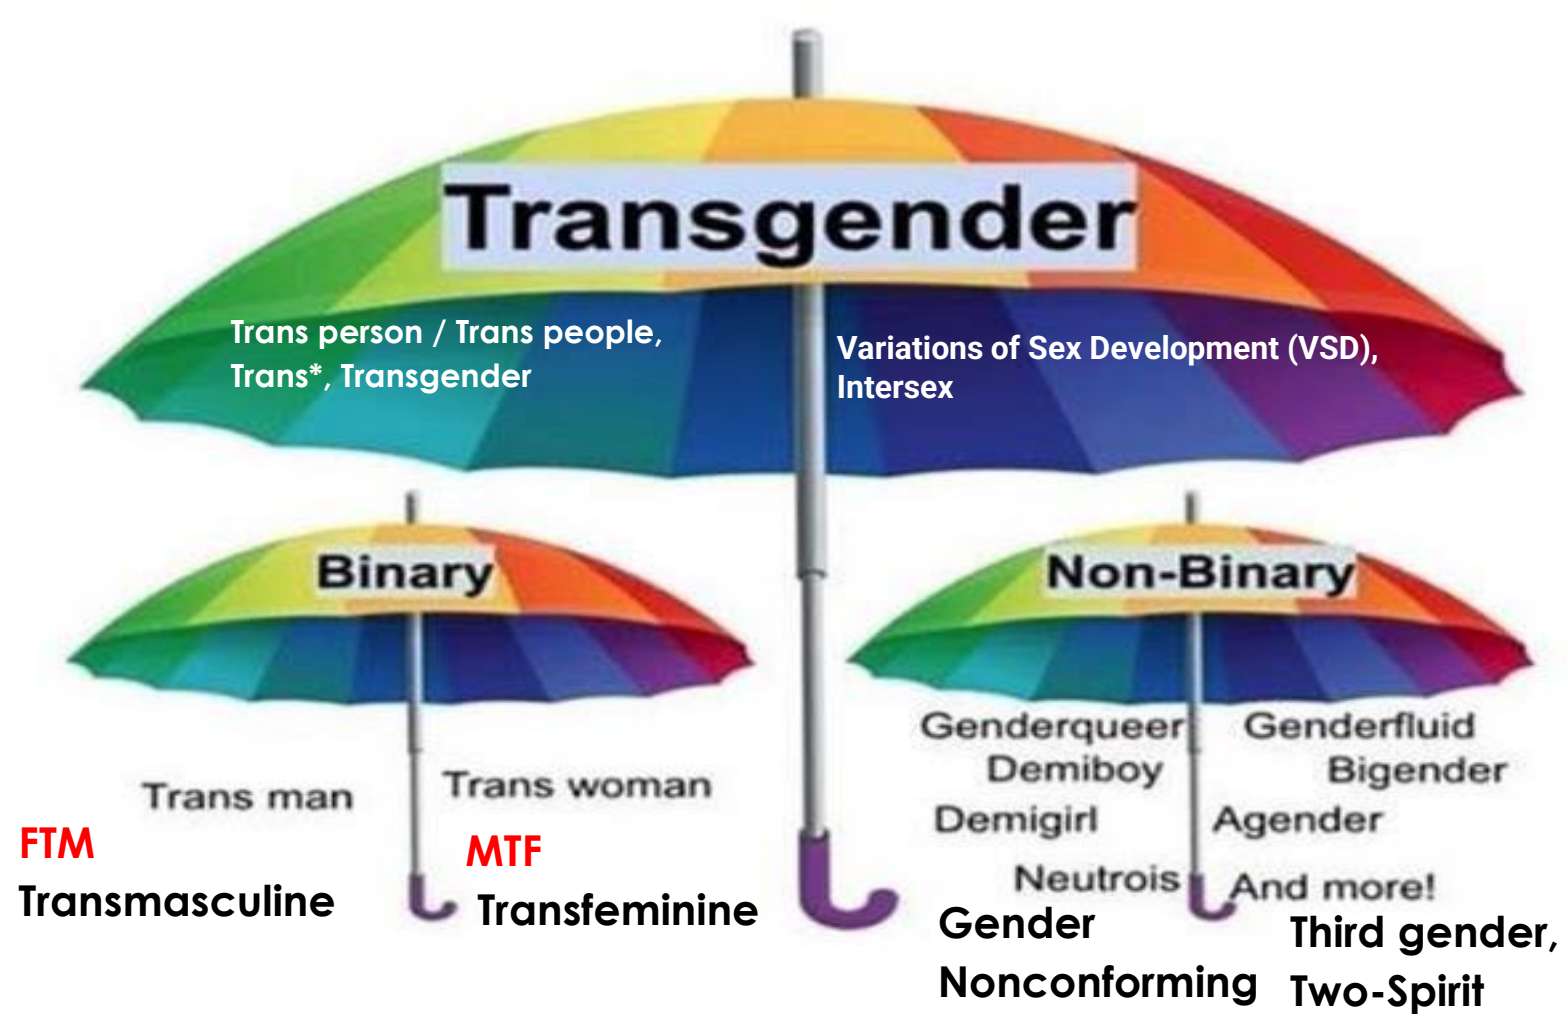 Transgender
Trans person / Trans people,
Trans*, Transgender
Variations of Sex Development (VSD),
Intersex
Binary
Trans man
Trans woman
FTM
Transmasculine
MTF
Transfeminine
Non-Binary
Genderqueer
Genderfluid
Demiboy
Bigender
Demigirl
Agender
Neutrois
And more!
Gender
Nonconforming
Third gender,
Two-Spirit